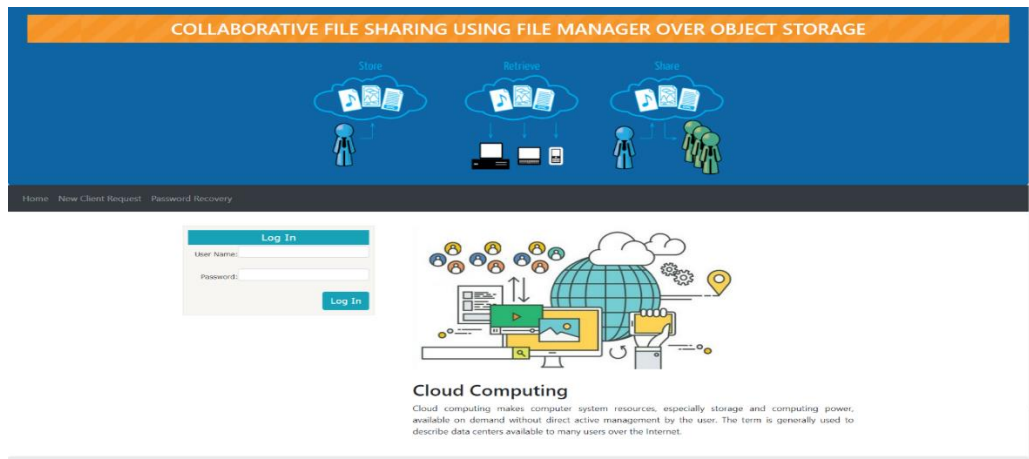 COLLABORATIVE FILE SHARING USING FILE MANAGER OVER OBJECT STORAGE
Store Retrieve Share
Home New Client Request Password Recovery
Log In
User Name:
Password:
Log In
Cloud Computing
Cloud computing makes computer system resources, especially storage and computing power,
available on demand without direct active management by the user. The term is generally used to
describe data centers available to many users over the Internet.